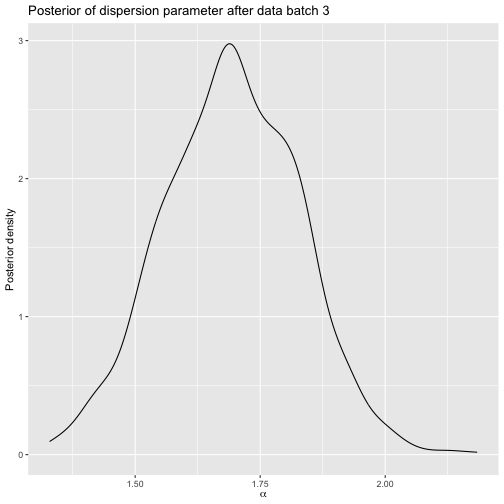 Posterior of dispersion parameter after data batch 3
3
2
1
0
Posterior density
1.50 1.75 2.00
α